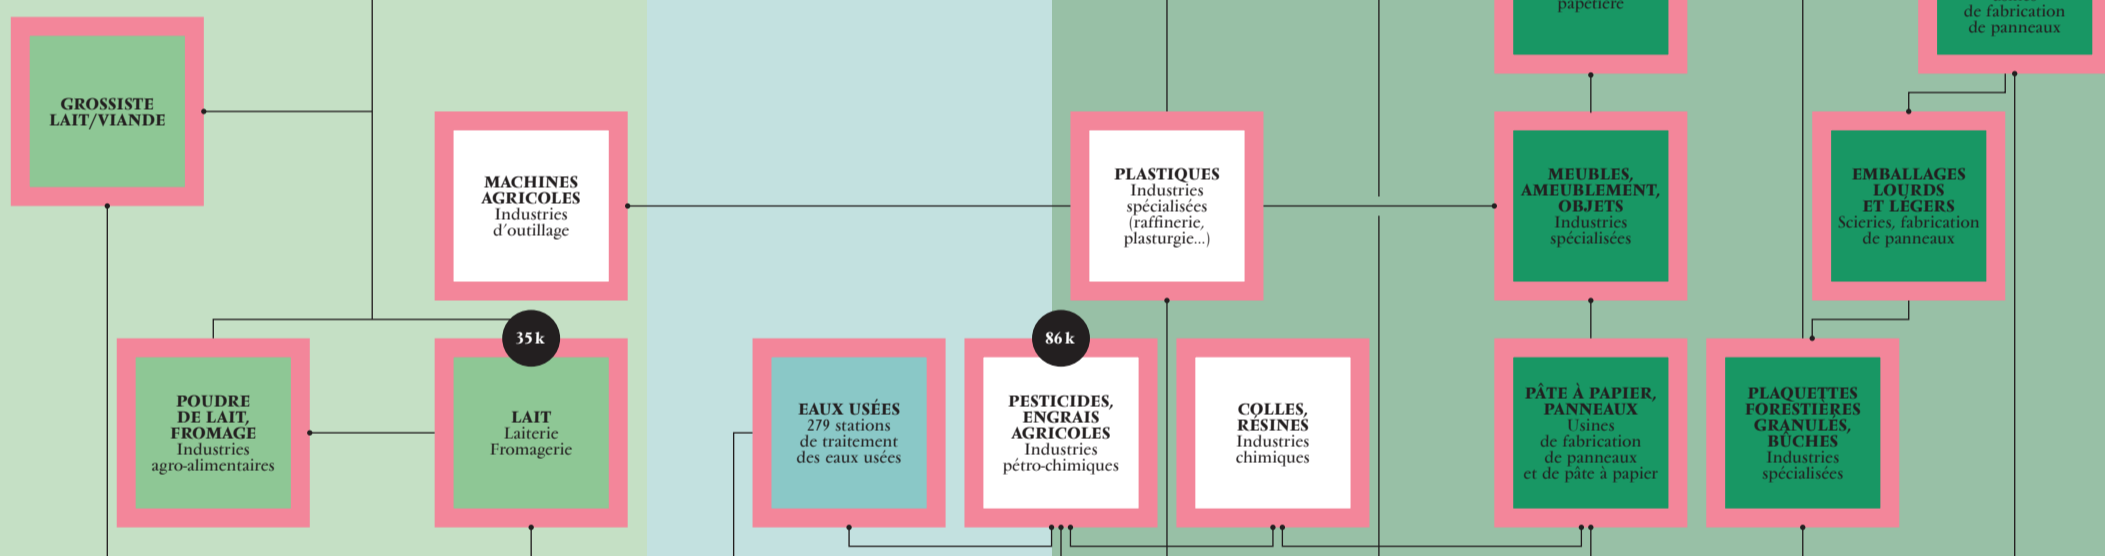 papetière
de fabrication
de panneaux
GROSSISTE
LAIT/VIANDE
MACHINES
AGRICOLES
Industries
d'outillage
PLASTIQUES
Industries
spécialisées
(raffinerie,
plasturgie...)
MEUBLES,
AMEUBLEMENT,
OBJETS
Industries
spécialisées
EMBALLAGES
LOURDS
ET LÉGERS
Scieries, fabrication
de panneaux
35 k
86 k
POUDRE
DE LAIT,
FROMAGE
Industries
agro-alimentaires
LAIT
Laiterie
Fromagerie
EAUX USÉES
279 stations
de traitement
des eaux usées
PESTICIDES,
ENGRAIS
AGRICOLES
Industries
pétro-chimiques
COLLES,
RÉSINES
Industries
chimiques
PÂTE À PAPIER,
PANNEAUX
Usines
de fabrication
de panneaux
et de pâte à papier
PLAQUETTES
FORESTIÈRES
GRANULÉS,
BÛCHES
Industries
spécialisées